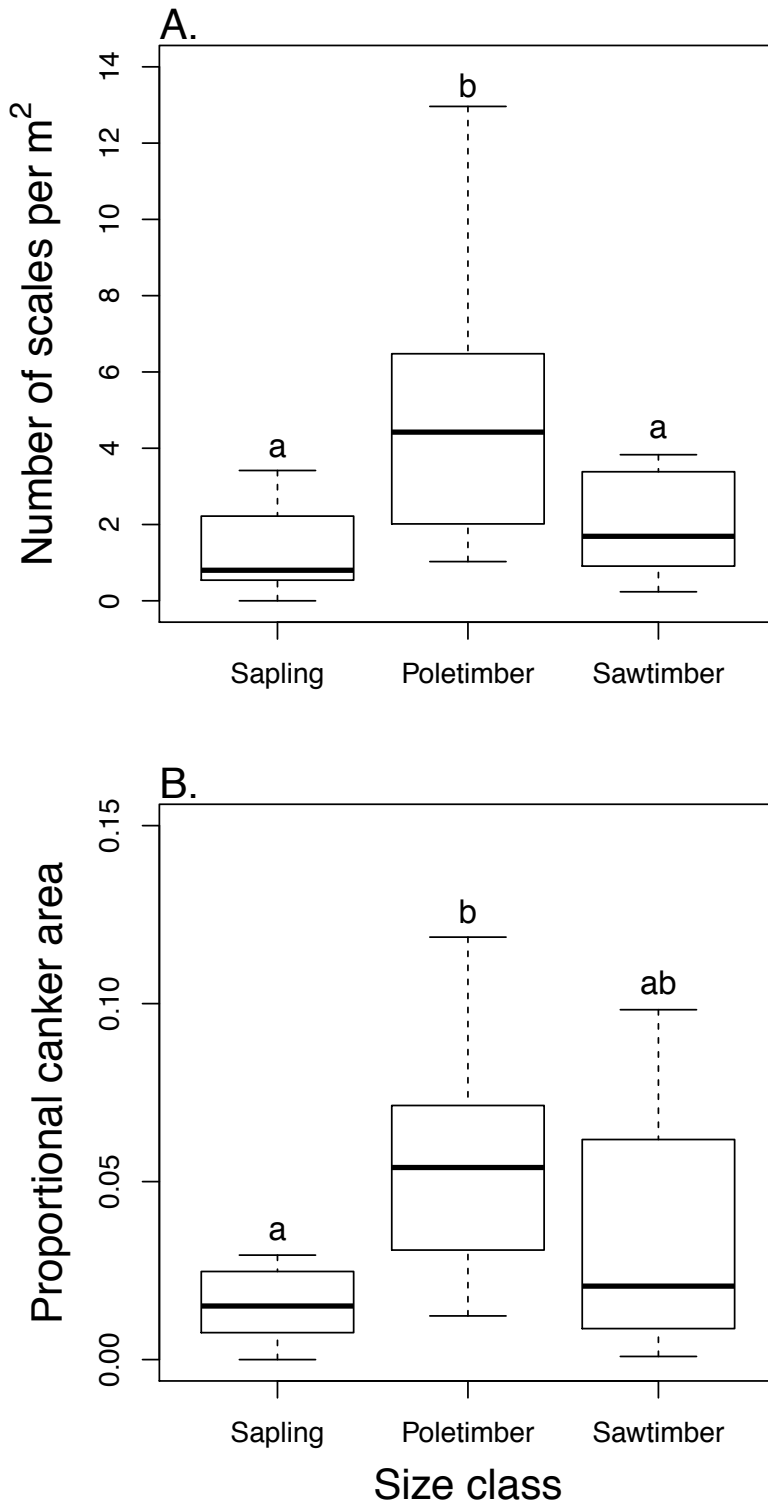 A.
Number of scales per m²
14
12
10
8
6
4
2
0
a
b
a
Sapling
Poletimber
Sawtimber
B.
Proportional canker area
0.15
0.10
0.05
0.00
a
b
ab
Sapling
Poletimber
Sawtimber
Size class